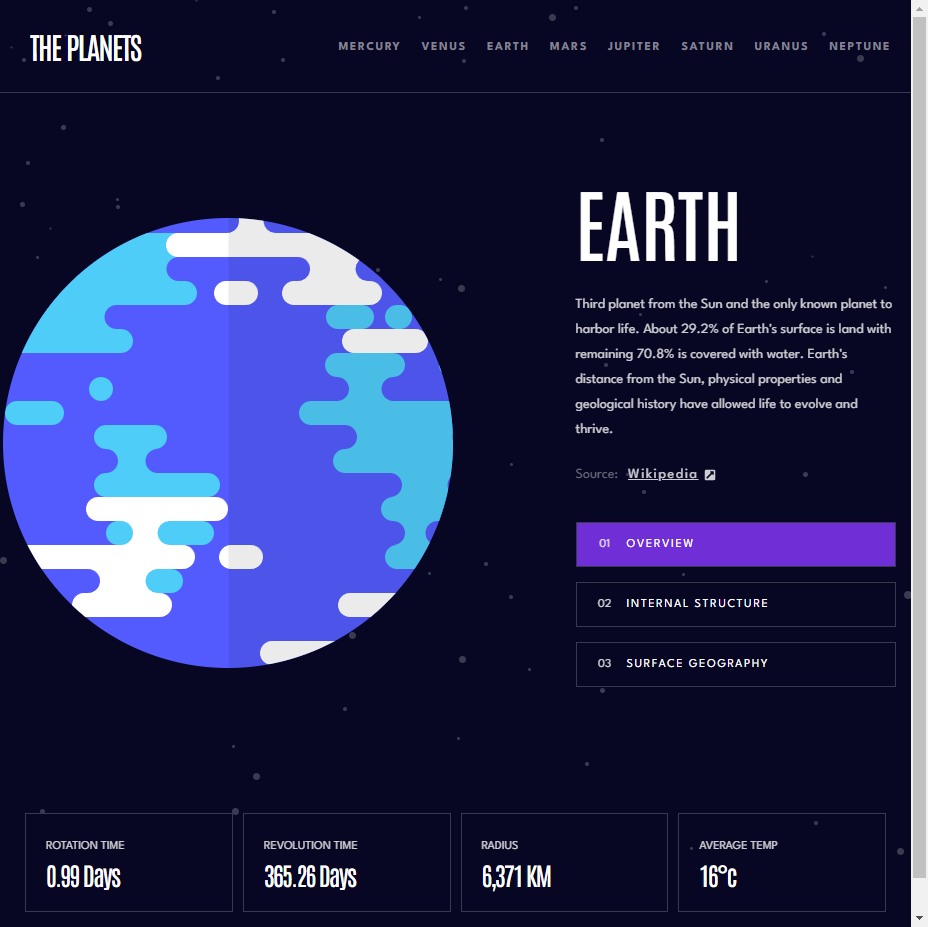 THE PLANETS
MERCURY VENUS EARTH MARS JUPITER SATURN URANUS NEPTUNE
EARTH
Third planet from the Sun and the only known planet to
harbor life. About 29.2% of Earth's surface is land with
remaining 70.8% is covered with water. Earth's
distance from the Sun, physical properties and
geological history have allowed life to evolve and
thrive.
Source: Wikipedia
01 OVERVIEW
02 INTERNAL STRUCTURE
03 SURFACE GEOGRAPHY
ROTATION TIME
0.99 Days
REVOLUTION TIME
365.26 Days
RADIUS
6,371 KM
AVERAGE TEMP
16°c